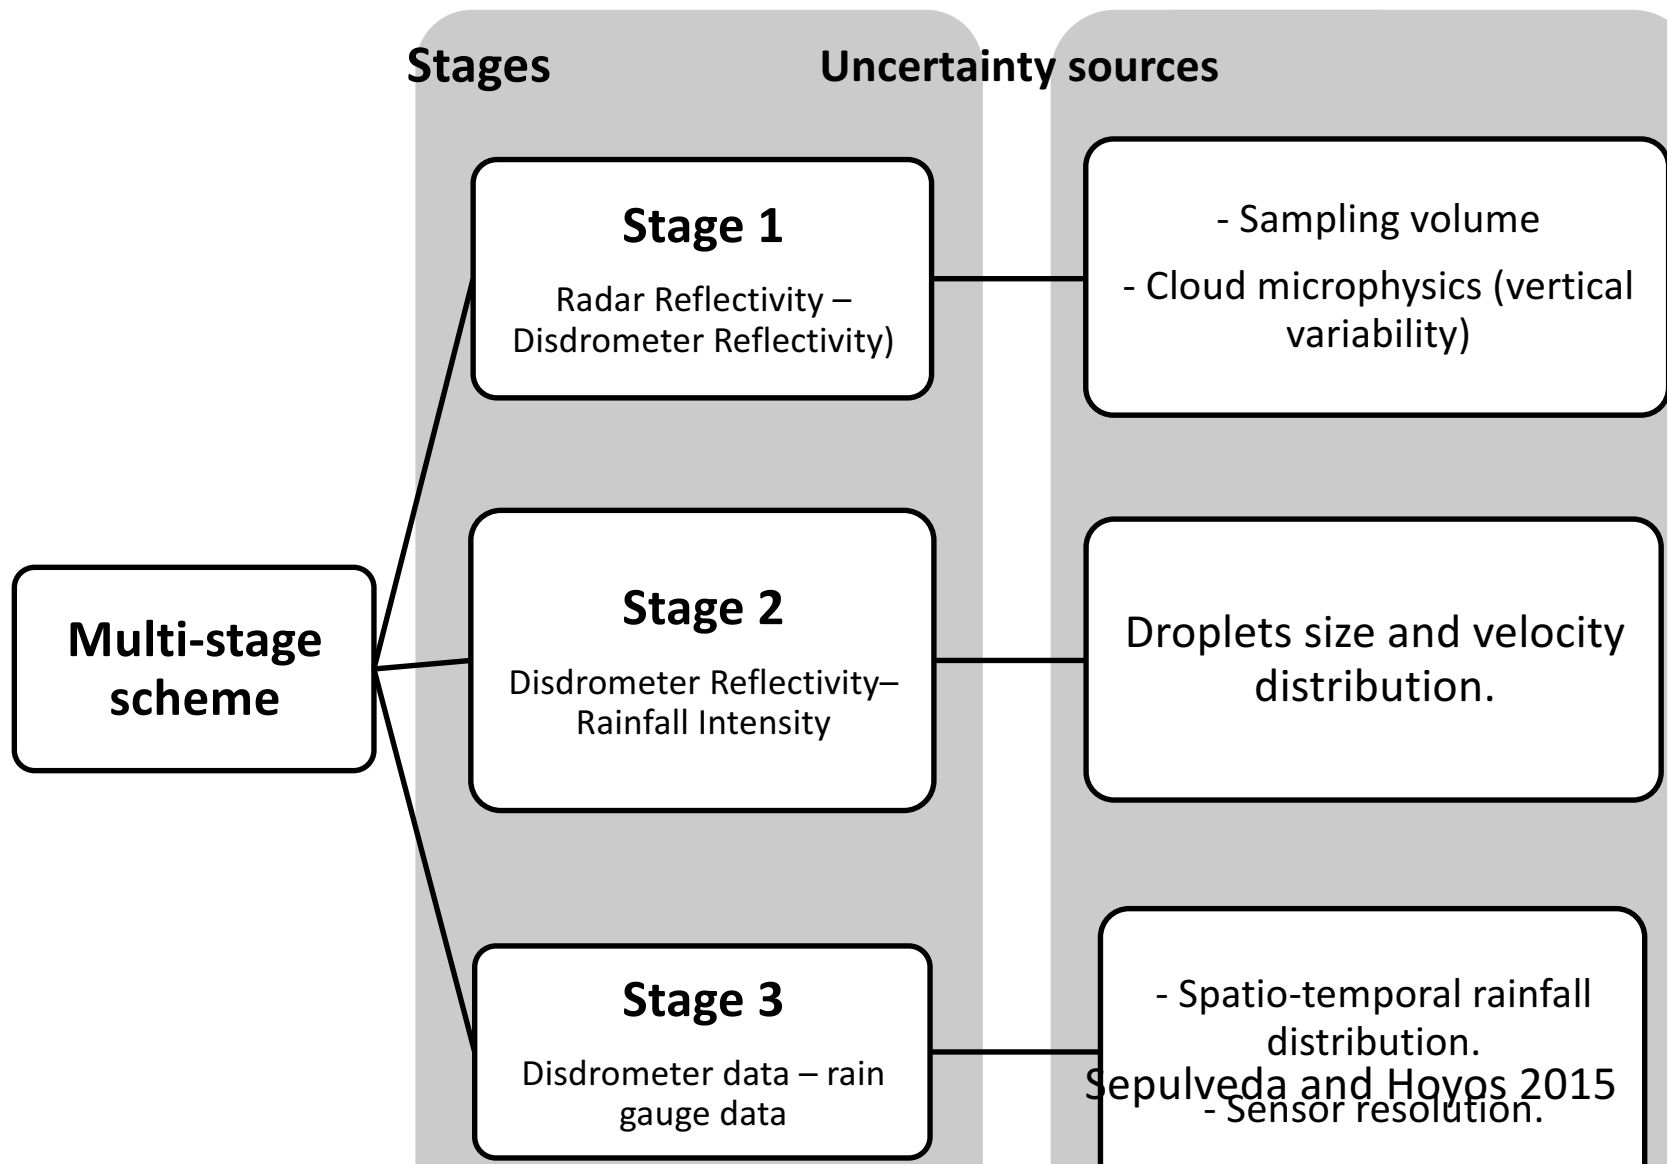 Stages
Uncertainty sources
Multi-stage
scheme
Stage 1
Radar Reflectivity –
Disdrometer Reflectivity)
- Sampling volume
- Cloud microphysics (vertical
variability)
Stage 2
Disdrometer Reflectivity–
Rainfall Intensity
Droplets size and velocity
distribution.
Stage 3
Disdrometer data – rain
gauge data
- Spatio-temporal rainfall
distribution.
Sepulveda and Hoyos 2015
- Sensor resolution.